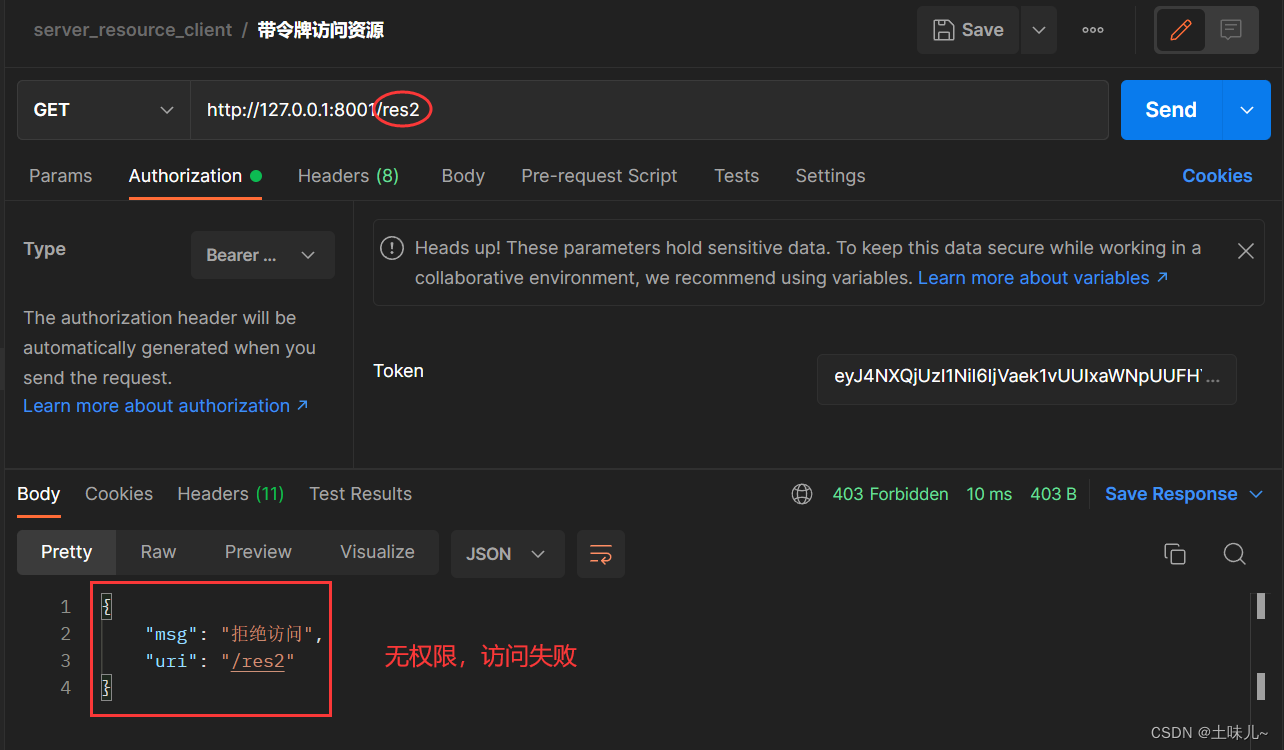 server_resource_client / 带令牌访问资源
Save
GET
http://127.0.0.1:8001/res2
Send
Params Authorization Headers (8) Body Pre-request Script Tests Settings Cookies
Type
Bearer ...
The authorization header will be
automatically generated when you
send the request.
Learn more about authorization ↗
Heads up! These parameters hold sensitive data. To keep this data secure while working in a
collaborative environment, we recommend using variables. Learn more about variables ↗
Token
eyJ4NXQjUzI1NiI6IjVaek1vUUIxaWNpUUFH ...
Body Cookies Headers (11) Test Results
403 Forbidden 10 ms 403 B Save Response
Pretty Raw Preview Visualize JSON
1 {
2 "msg": "拒绝访问",
3 "uri": "/res2"
4 }
无权限，访问失败
CSDN @土味儿~